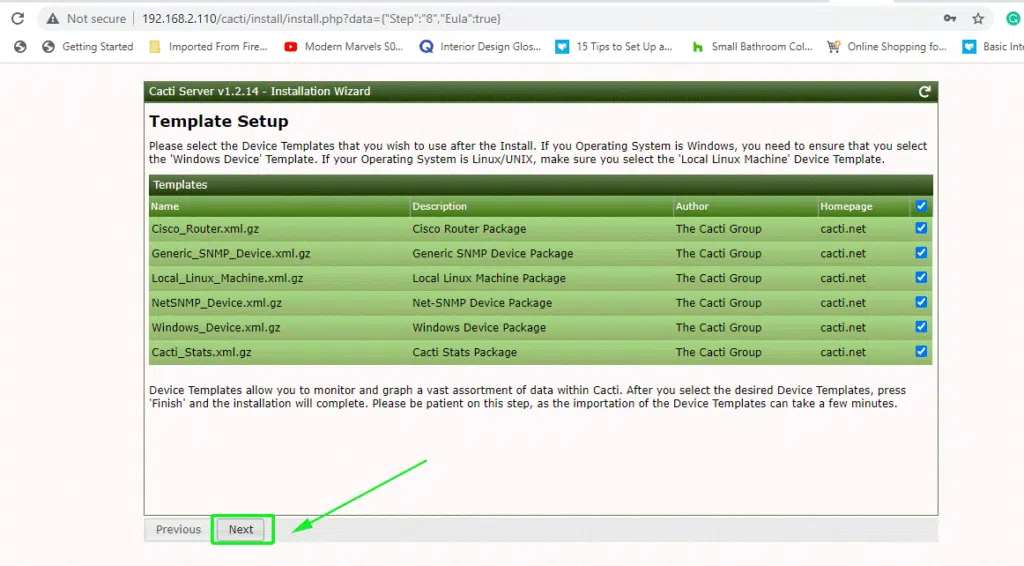 Not secure 192.168.2.110/cacti/install/install.php?data={"Step":"8","Eula":true}
Getting Started Imported From Fire... Modern Marvels S0... Interior Design Glos... 15 Tips to Set Up a... Small Bathroom Col... Online Shopping fo... Basic Inte
Cacti Server v1.2.14 - Installation Wizard
Template Setup
Please select the Device Templates that you wish to use after the Install. If you Operating System is Windows, you need to ensure that you select
the 'Windows Device' Template. If your Operating System is Linux/UNIX, make sure you select the 'Local Linux Machine' Device Template.
Templates
Name Description Author Homepage
Cisco_Router.xml.gz Cisco Router Package The Cacti Group cacti.net
Generic_SNMP_Device.xml.gz Generic SNMP Device Package The Cacti Group cacti.net
Local_Linux_Machine.xml.gz Local Linux Machine Package The Cacti Group cacti.net
NetSNMP_Device.xml.gz Net-SNMP Device Package The Cacti Group cacti.net
Windows_Device.xml.gz Windows Device Package The Cacti Group cacti.net
Cacti_Stats.xml.gz Cacti Stats Package The Cacti Group cacti.net
Device Templates allow you to monitor and graph a vast assortment of data within Cacti. After you select the desired Device Templates, press
'Finish' and the installation will complete. Please be patient on this step, as the importation of the Device Templates can take a few minutes.
Previous Next